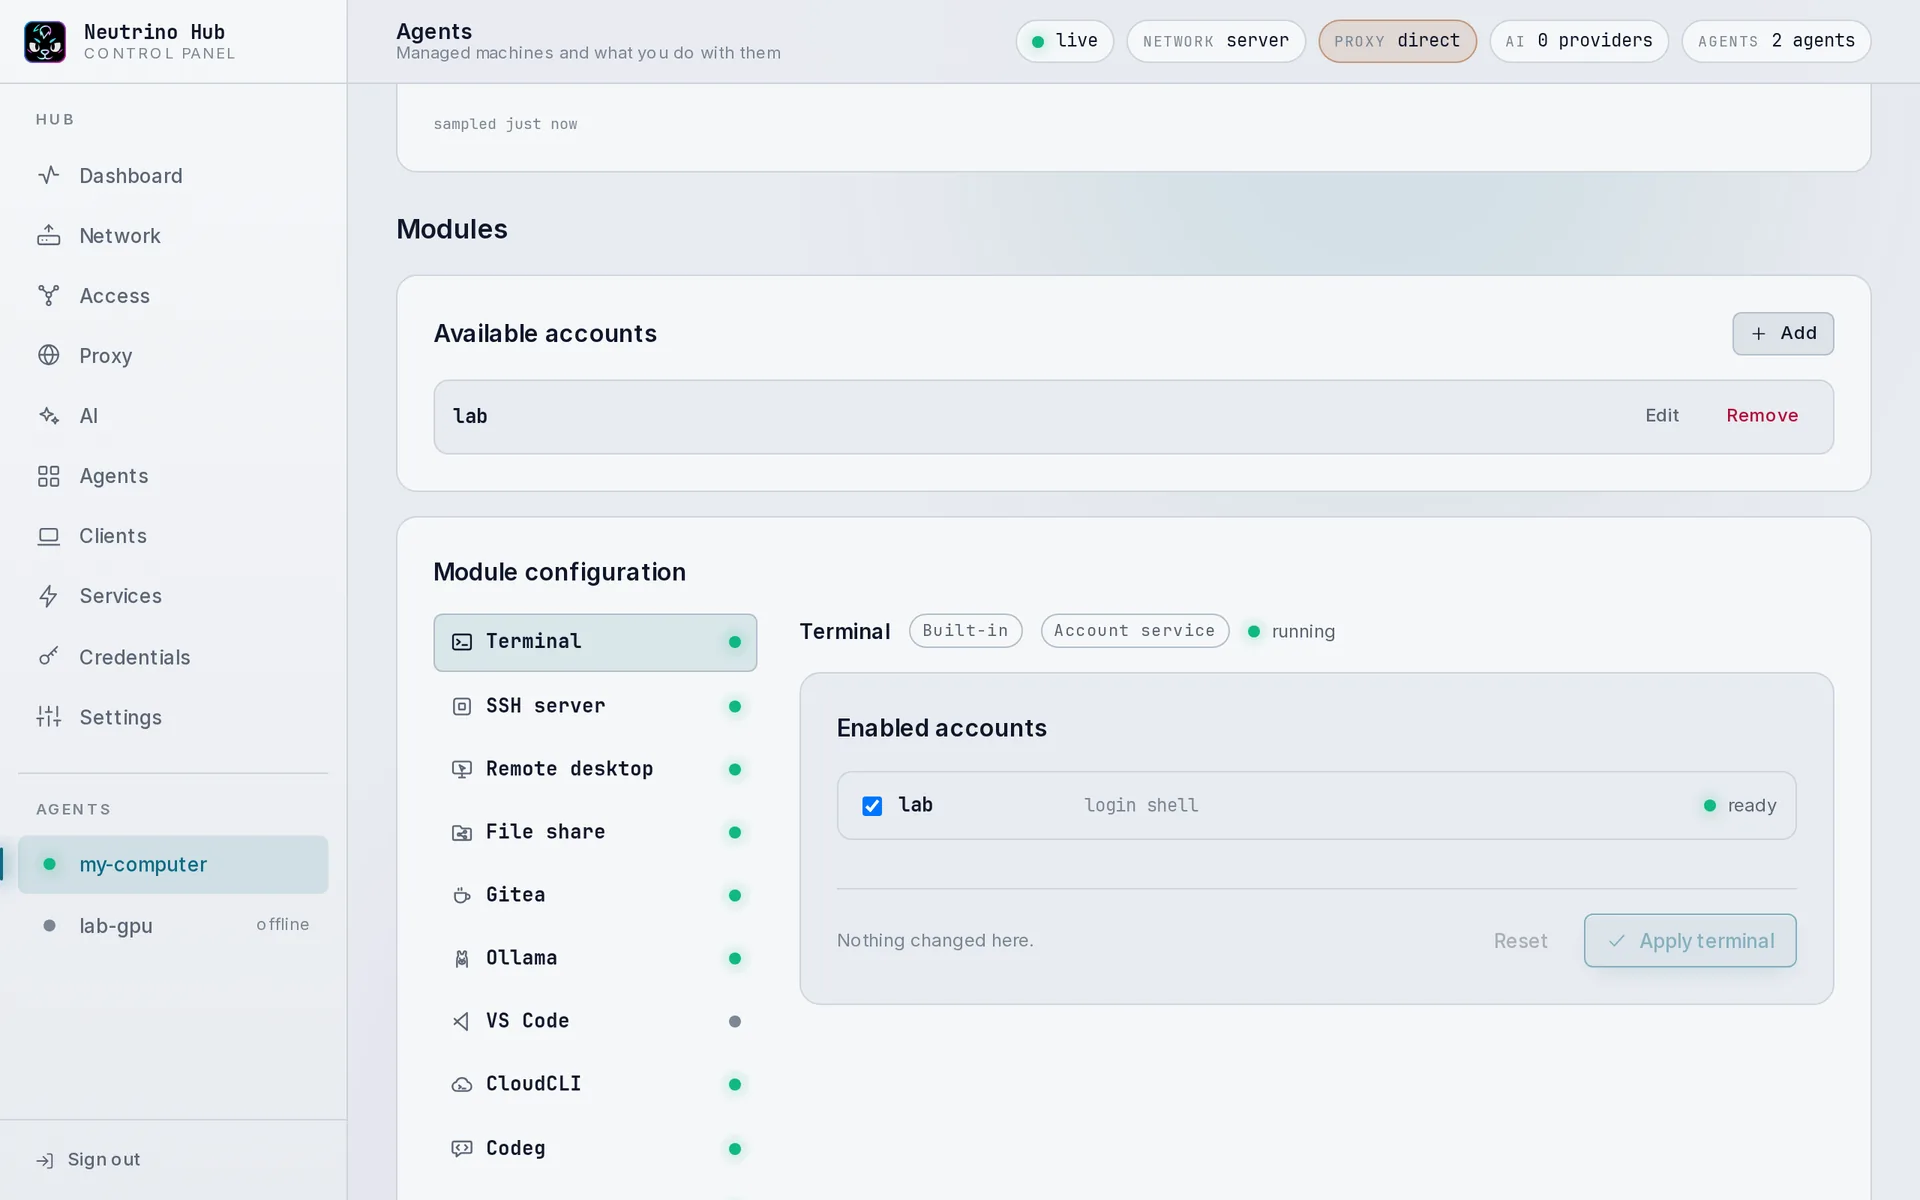 Neutrino Hub
CONTROL PANEL
Agents
Managed machines and what you do with them
live
NETWORK server
PROXY direct
AI 0 providers
AGENTS 2 agents
HUB
Dashboard
Network
Access
Proxy
AI
Agents
Clients
Services
Credentials
Settings
AGENTS
my-computer
lab-gpu offline
Sign out
sampled just now
Modules
Available accounts
Add
lab
Edit
Remove
Module configuration
Terminal
SSH server
Remote desktop
File share
Gitea
Ollama
VS Code
CloudCLI
Codeg
Terminal Built-in Account service running
Enabled accounts
lab login shell ready
Nothing changed here.
Reset
Apply terminal